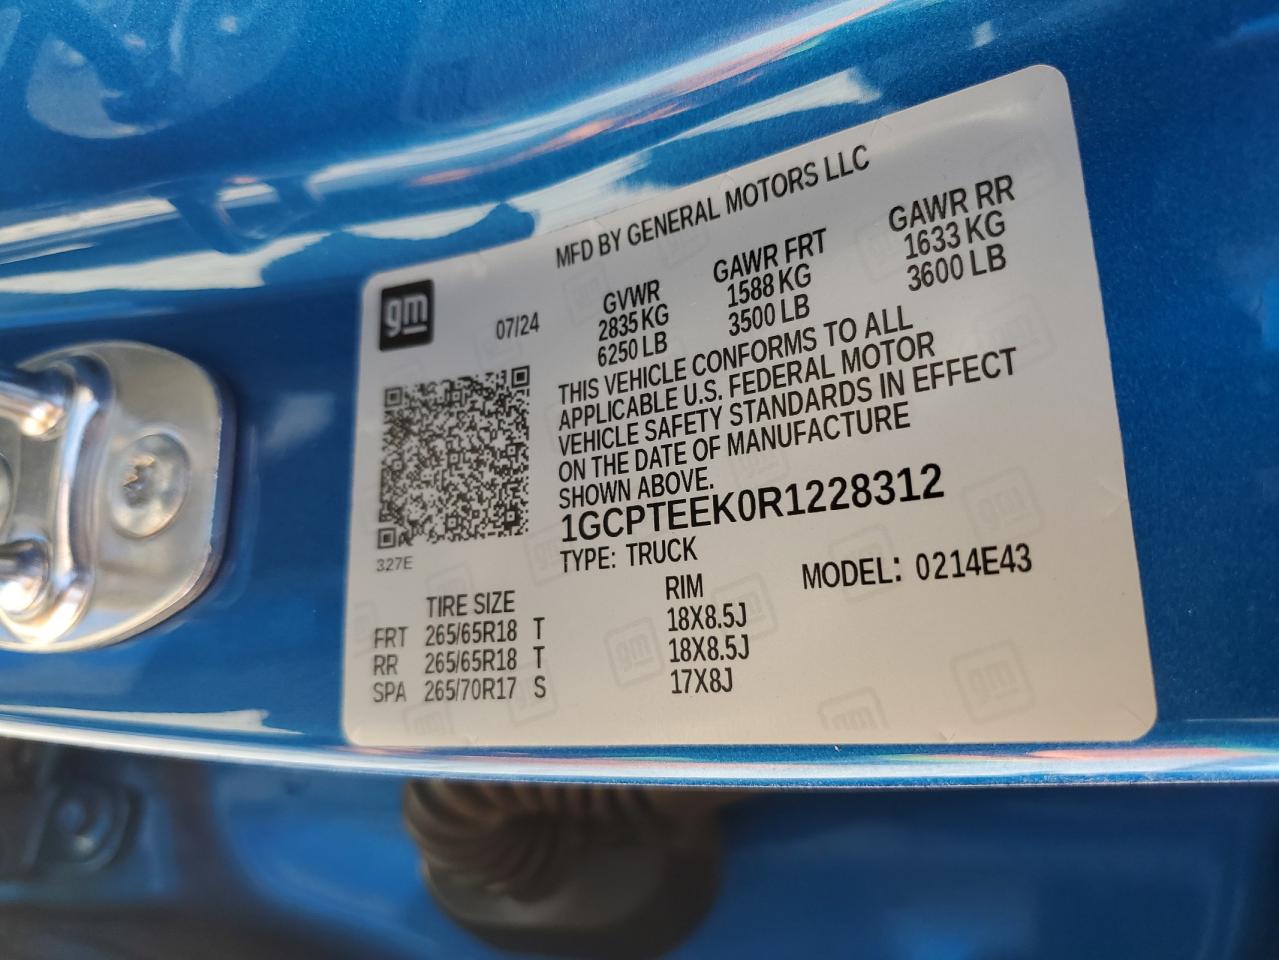 MFD BY GENERAL MOTORS LLC
gm
07/24
GVWR
2835 KG
6250 LB
GAWR FRT
1588 KG
3500 LB
GAWR RR
1633 KG
3600 LB
THIS VEHICLE CONFORMS TO ALL
APPLICABLE U.S. FEDERAL MOTOR
VEHICLE SAFETY STANDARDS IN EFFECT
ON THE DATE OF MANUFACTURE
SHOWN ABOVE.
1GCPTEEK0R1228312
TYPE: TRUCK
MODEL: 0214E43
327E
TIRE SIZE RIM
FRT 265/65R18 T 18X8.5J
RR 265/65R18 T 18X8.5J
SPA 265/70R17 S 17X8J